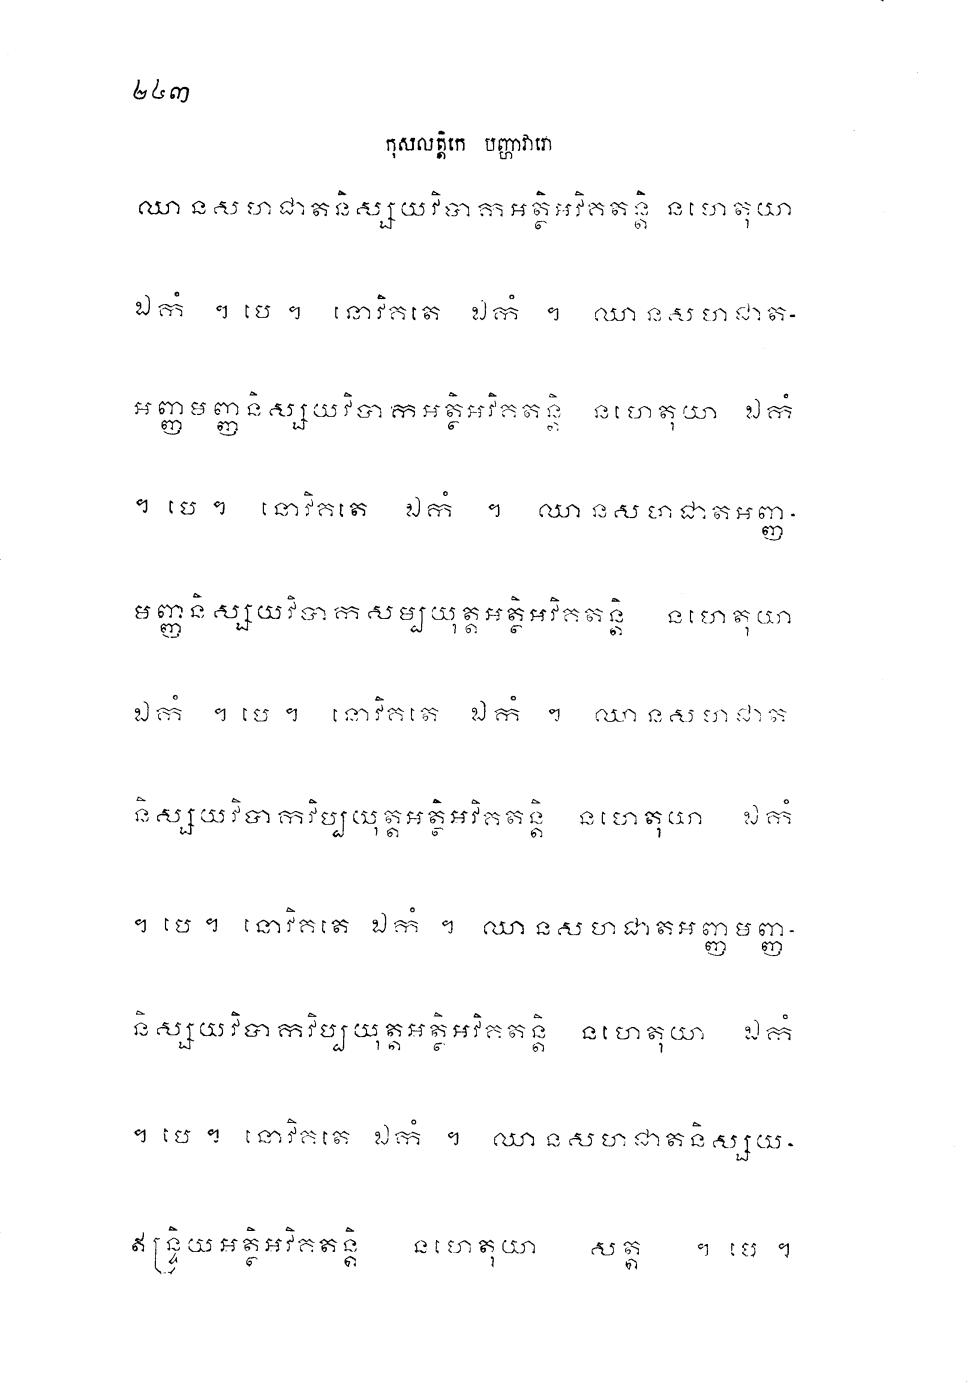 ២៤៣
កុសលត្តិកេ បញ្ហាវារោ
ឈានសហជាតនិស្សយវិបាកអត្ថិអវិគតន្តិ នហេតុយា
ឯកំ ។ បេ ។ នោវិគតេ ឯកំ ។ ឈានសហជាត-
អញ្ញមញ្ញនិស្សយវិបាកអត្ថិអវិគតន្តិ នហេតុយា ឯកំ
។ បេ ។ នោវិគតេ ឯកំ ។ ឈានសហជាតអញ្ញ-
មញ្ញនិស្សយវិបាកសម្បយុត្តអត្ថិអវិគតន្តិ នហេតុយា
ឯកំ ។ បេ ។ នោវិគតេ ឯកំ ។ ឈានសហជាត
និស្សយវិបាកវិប្បយុត្តអត្ថិអវិគតន្តិ នហេតុយា ឯកំ
។ បេ ។ នោវិគតេ ឯកំ ។ ឈានសហជាតអញ្ញមញ្ញ-
និស្សយវិបាកវិប្បយុត្តអត្ថិអវិគតន្តិ នហេតុយា ឯកំ
។ បេ ។ នោវិគតេ ឯកំ ។ ឈានសហជាតនិស្សយ-
ឥន្ទ្រិយអត្ថិអវិគតន្តិ នហេតុយា សត្ត ។ បេ ។